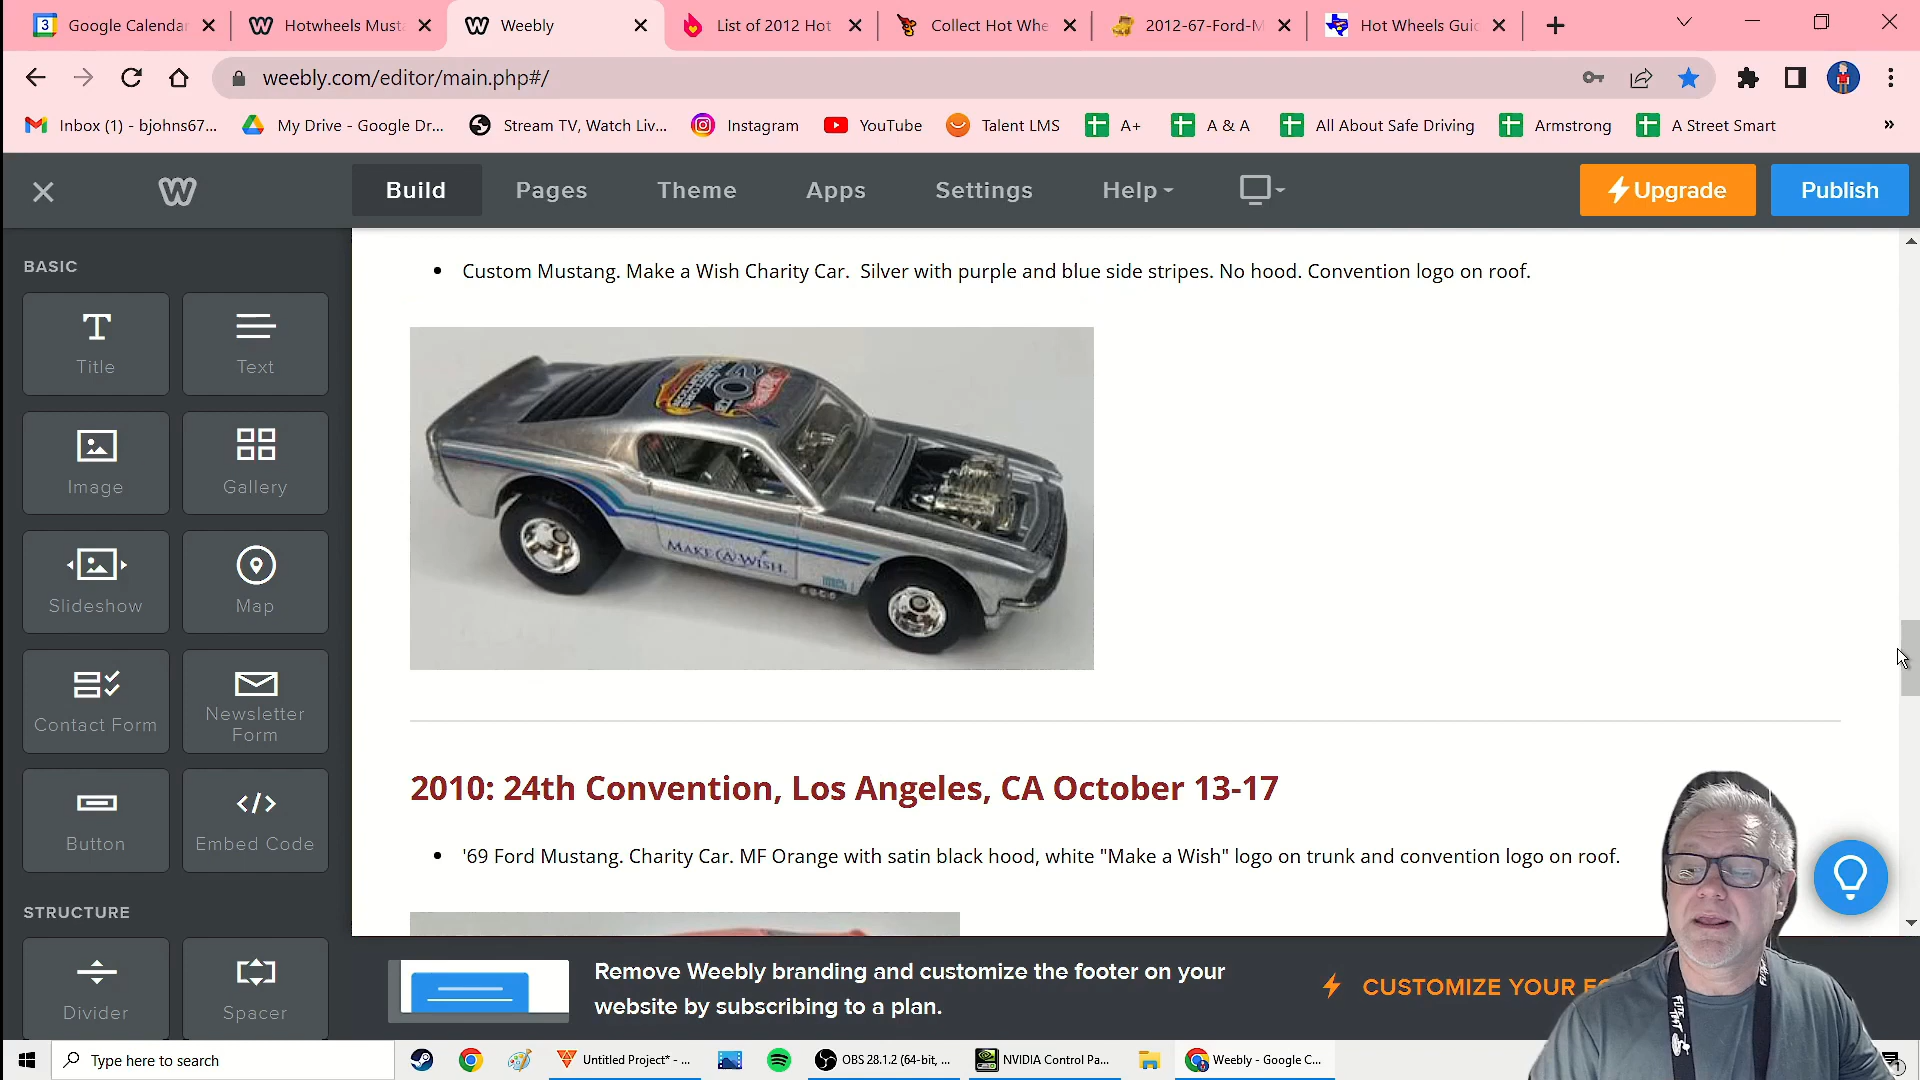 Google Calendar
Hotwheels Musta
Weebly
List of 2012 Hot
Collect Hot Whe
2012-67-Ford-M
Hot Wheels Guid
weebly.com/editor/main.php#/
Inbox (1) - bjohns67...
My Drive - Google Dr...
Stream TV, Watch Liv...
Instagram
YouTube
Talent LMS
A+
A & A
All About Safe Driving
Armstrong
A Street Smart
»
Build
Pages
Theme
Apps
Settings
Help
Upgrade
Publish
BASIC
Title
Text
Image
Gallery
Slideshow
Map
Contact Form
Newsletter
Form
Button
Embed Code
STRUCTURE
Divider
Spacer
• Custom Mustang. Make a Wish Charity Car. Silver with purple and blue side stripes. No hood. Convention logo on roof.
MAKE-A-WISH.
2010: 24th Convention, Los Angeles, CA October 13-17
• '69 Ford Mustang. Charity Car. MF Orange with satin black hood, white "Make a Wish" logo on trunk and convention logo on roof.
Remove Weebly branding and customize the footer on your
website by subscribing to a plan.
CUSTOMIZE YOUR
Type here to search
Untitled Project* - ...
OBS 28.1.2 (64-bit, ...
NVIDIA Control Pa...
Weebly - Google C...